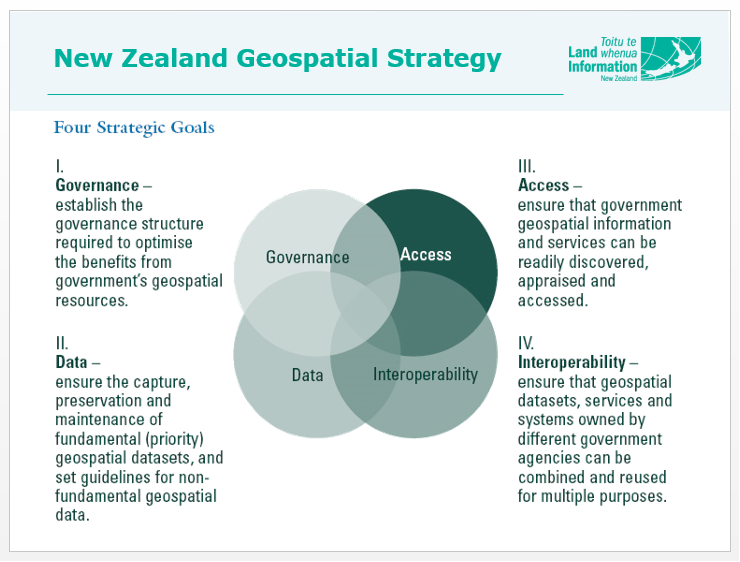 New Zealand Geospatial Strategy
Toitu te
Land whenua
Information
New Zealand
Four Strategic Goals
I.
Governance –
establish the
governance structure
required to optimise
the benefits from
government's geospatial
resources.
II.
Data –
ensure the capture,
preservation and
maintenance of
fundamental (priority)
geospatial datasets, and
set guidelines for non-
fundamental geospatial
data.
Governance
Access
Data
Interoperability
III.
Access –
ensure that government
geospatial information
and services can be
readily discovered,
appraised and
accessed.
IV.
Interoperability –
ensure that geospatial
datasets, services and
systems owned by
different government
agencies can be
combined and reused
for multiple purposes.